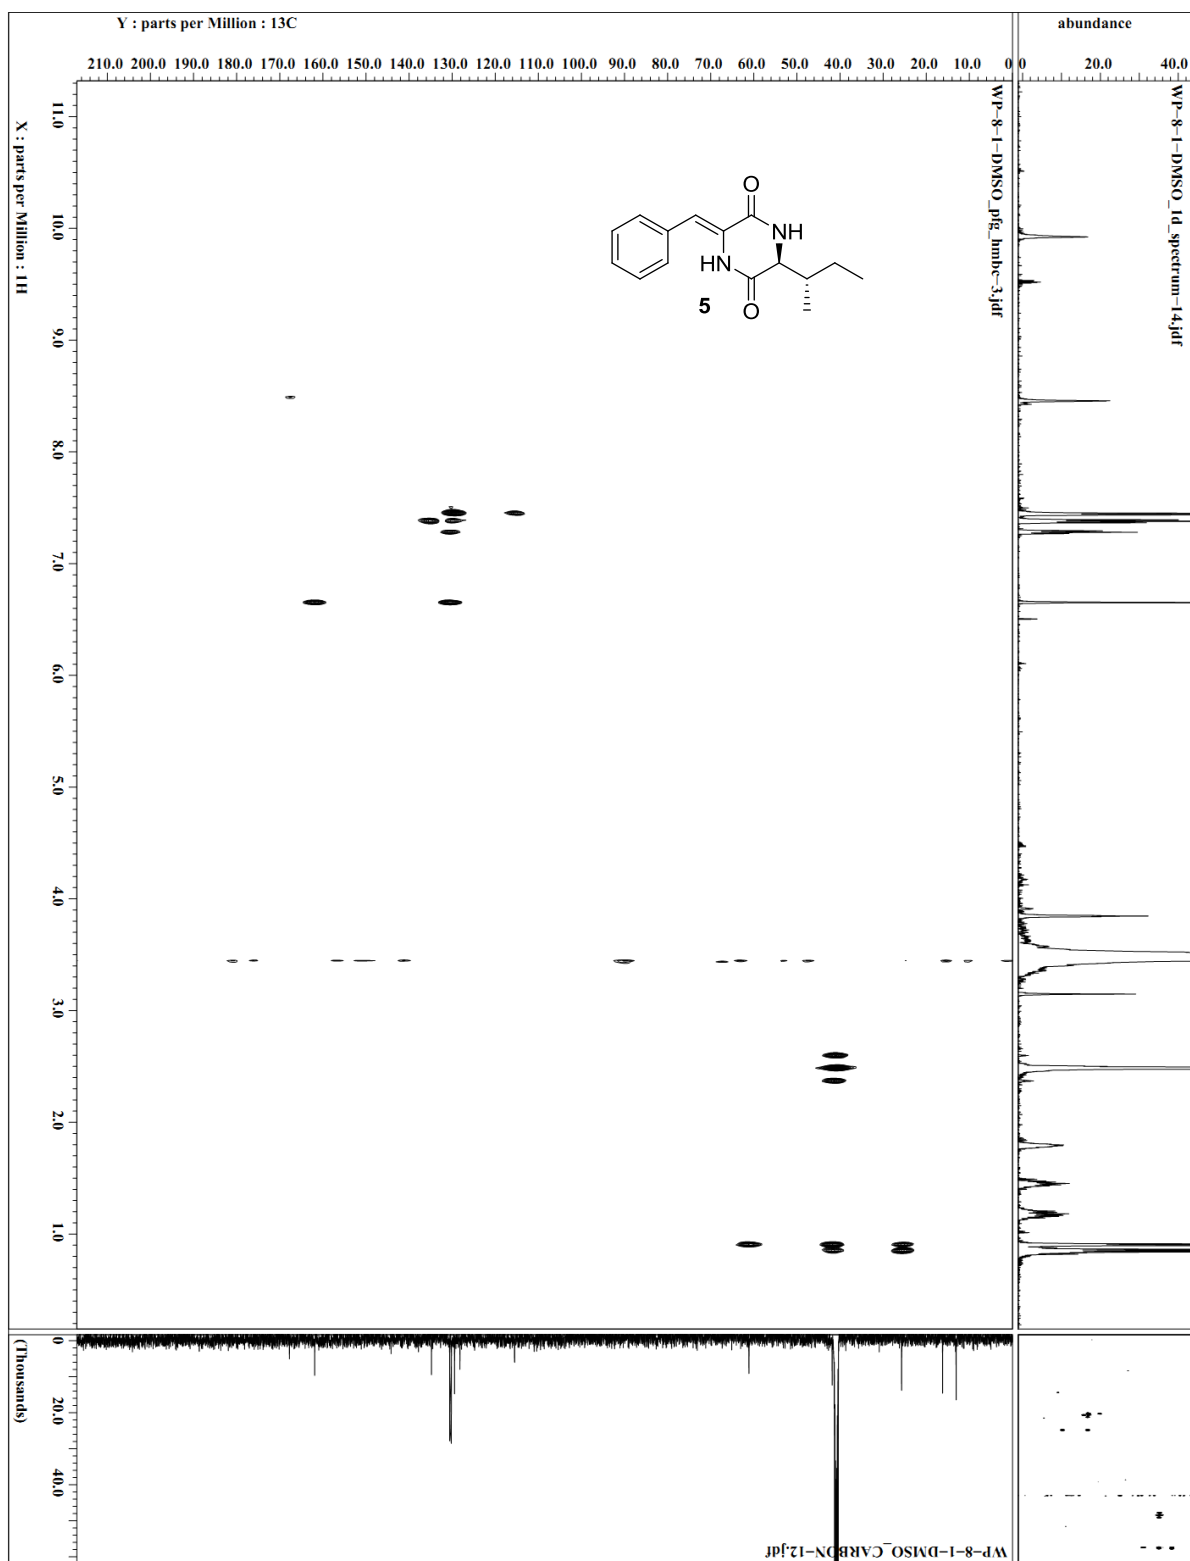 Y : parts per Million : 13C
abundance
210.0 200.0 190.0 180.0 170.0 160.0 150.0 140.0 130.0 120.0 110.0 100.0 90.0 80.0 70.0 60.0 50.0 40.0 30.0 20.0 10.0 0
0 20.0 40.0
WP-8-1-DMSO_pfg_hmbc-3.jdf
WP-8-1-DMSO_1d_spectrum-14.jdf
X : parts per Million : 1H
11.0
10.0
9.0
8.0
7.0
6.0
5.0
4.0
3.0
2.0
1.0
O
NH
HN
O
5
(Thousands)
0
20.0
40.0
WP-8-1-DMSO_CARBON-12.jdf